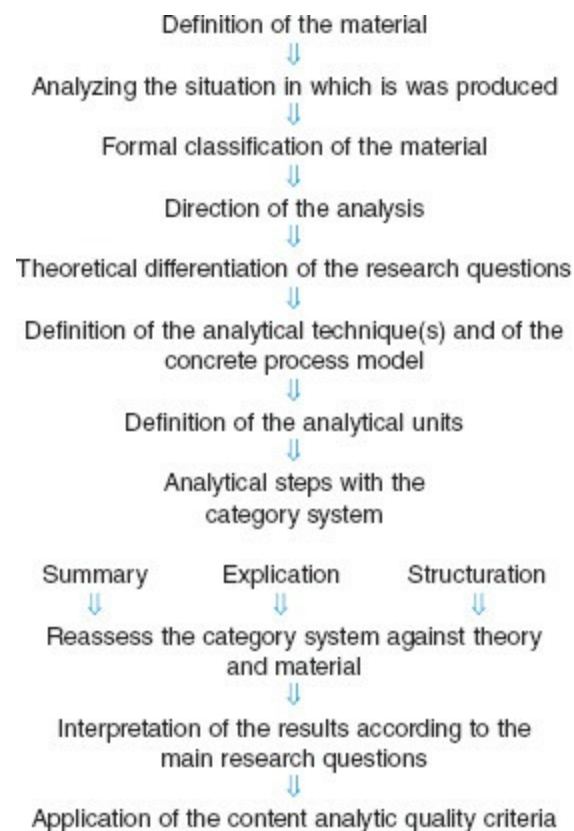 Definition of the material
Analyzing the situation in which is was produced
Formal classification of the material
Direction of the analysis
Theoretical differentiation of the research questions
Definition of the analytical technique(s) and of the
concrete process model
Definition of the analytical units
Analytical steps with the
category system
Summary Explication Structuration
Reassess the category system against theory
and material
Interpretation of the results according to the
main research questions
Application of the content analytic quality criteria